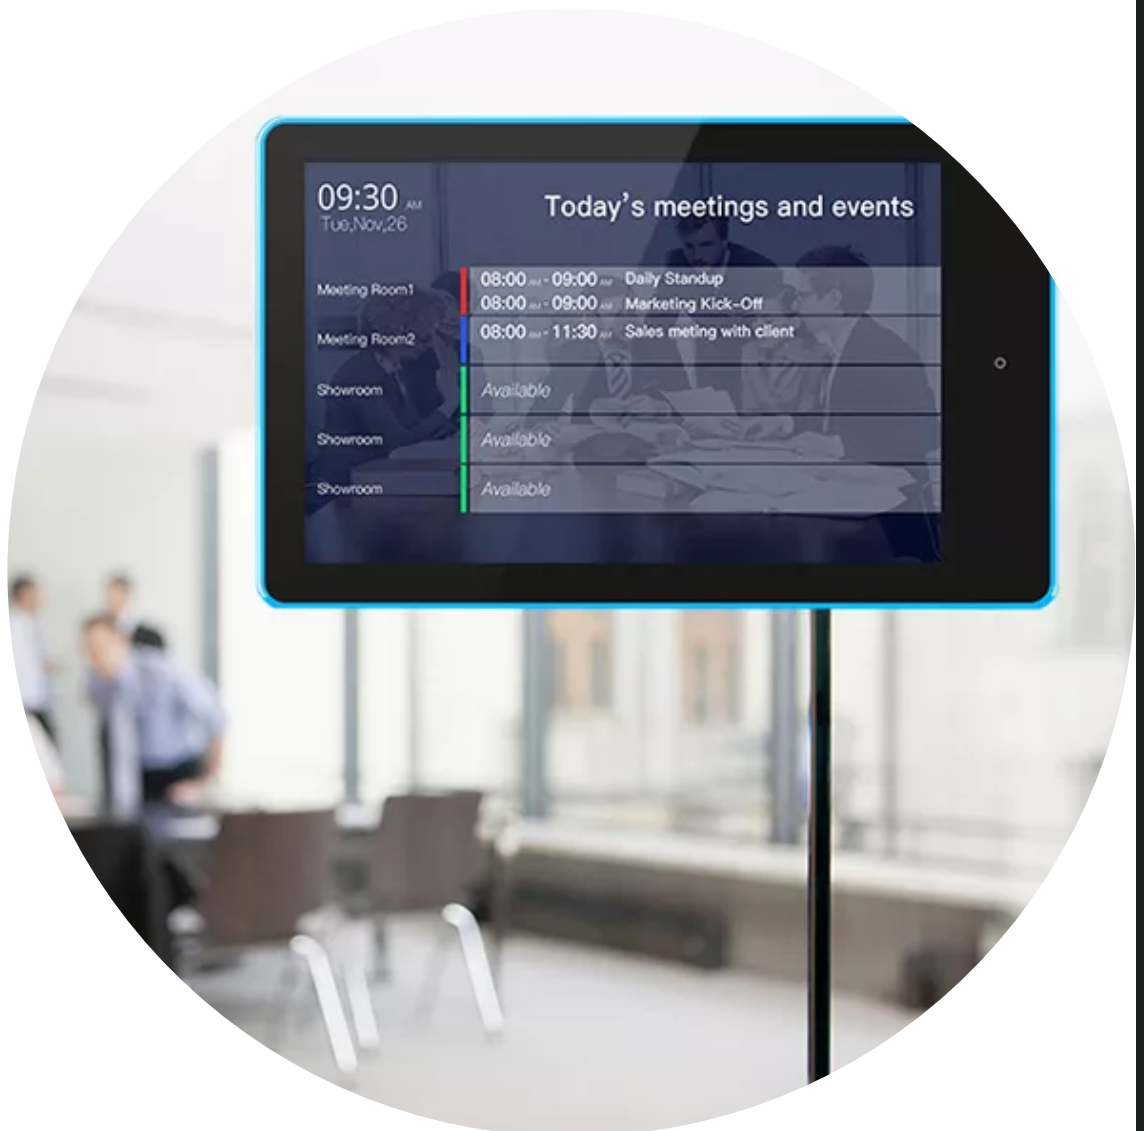 09:30 AM
Tue,Nov,26
Today's meetings and events
Meeting Room1
08:00 AM - 09:00 AM Daily Standup
08:00 AM - 09:00 AM Marketing Kick-Off
Meeting Room2
08:00 AM - 11:30 AM Sales meting with client
Showroom
Available
Showroom
Available
Showroom
Available